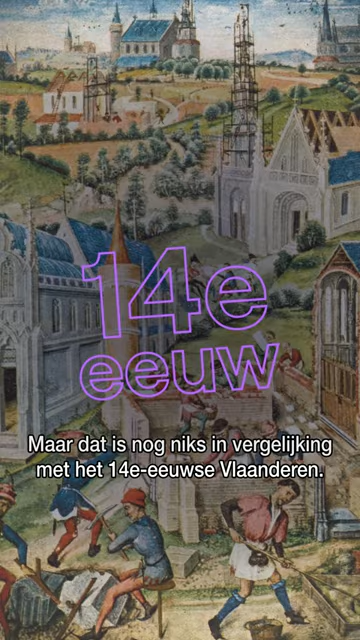 14e
eeuw
Maar dat is nog niks in vergelijking
met het 14e-eeuwse Vlaanderen.